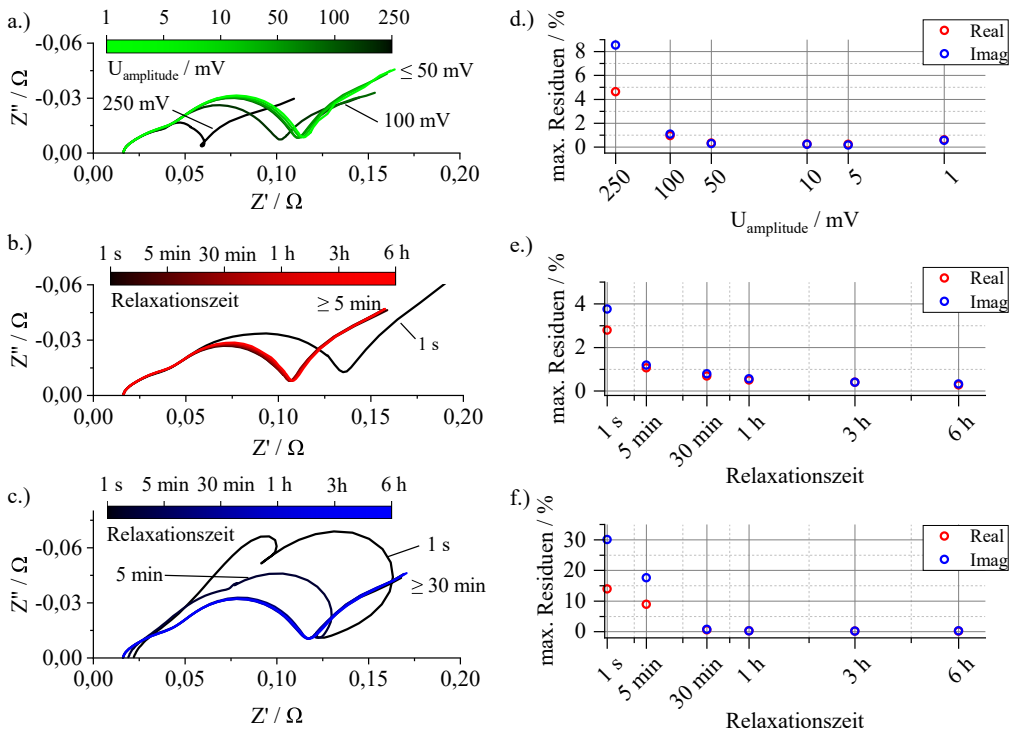 a.)
1 5 10 50 100 250
U_amplitude / mV
≤ 50 mV
250 mV
100 mV
-0,06
-0,03
0,00
Z'' / Ω
0,00 0,05 0,10 0,15 0,20
Z' / Ω
d.)
Real
Imag
max. Residuen / %
8
6
4
2
0
250 100 50 10 5 1
U_amplitude / mV
b.)
1 s 5 min 30 min 1 h 3h 6 h
Relaxationszeit
≥ 5 min
1 s
-0,06
-0,03
0,00
Z'' / Ω
0,00 0,05 0,10 0,15 0,20
Z' / Ω
e.)
Real
Imag
max. Residuen / %
4
2
0
1 s 5 min 30 min 1 h 3 h 6 h
Relaxationszeit
c.)
1 s 5 min 30 min 1 h 3h 6 h
Relaxationszeit
1 s
5 min
≥ 30 min
-0,06
-0,03
0,00
Z'' / Ω
0,00 0,05 0,10 0,15 0,20
Z' / Ω
f.)
Real
Imag
max. Residuen / %
30
20
10
0
1 s 5 min 30 min 1 h 3 h 6 h
Relaxationszeit